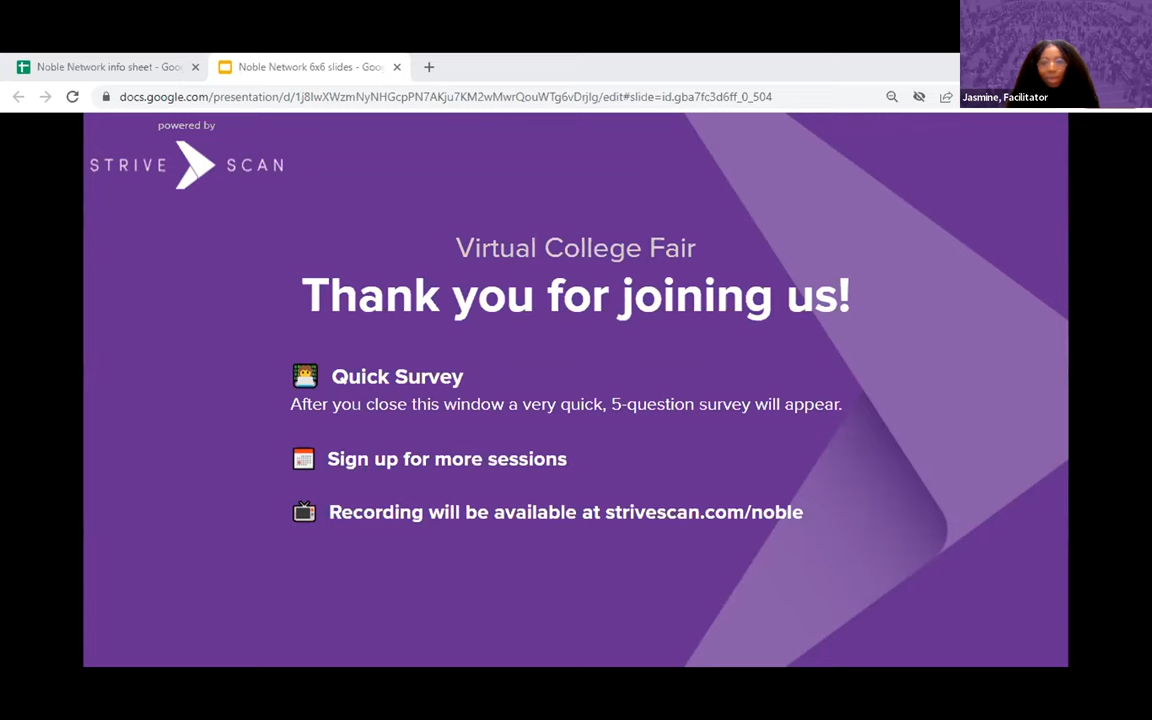 Noble Network info sheet - Goog
Noble Network 6x6 slides - Goog
docs.google.com/presentation/d/1j8IwXWzmNyNHGcpPN7AKju7KM2wMwrQouWTg6vDrjIg/edit#slide=id.gba7fc3d6ff_0_504
Jasmine, Facilitator
powered by
STRIVE SCAN
Virtual College Fair
Thank you for joining us!
Quick Survey
After you close this window a very quick, 5-question survey will appear.
Sign up for more sessions
Recording will be available at strivescan.com/noble